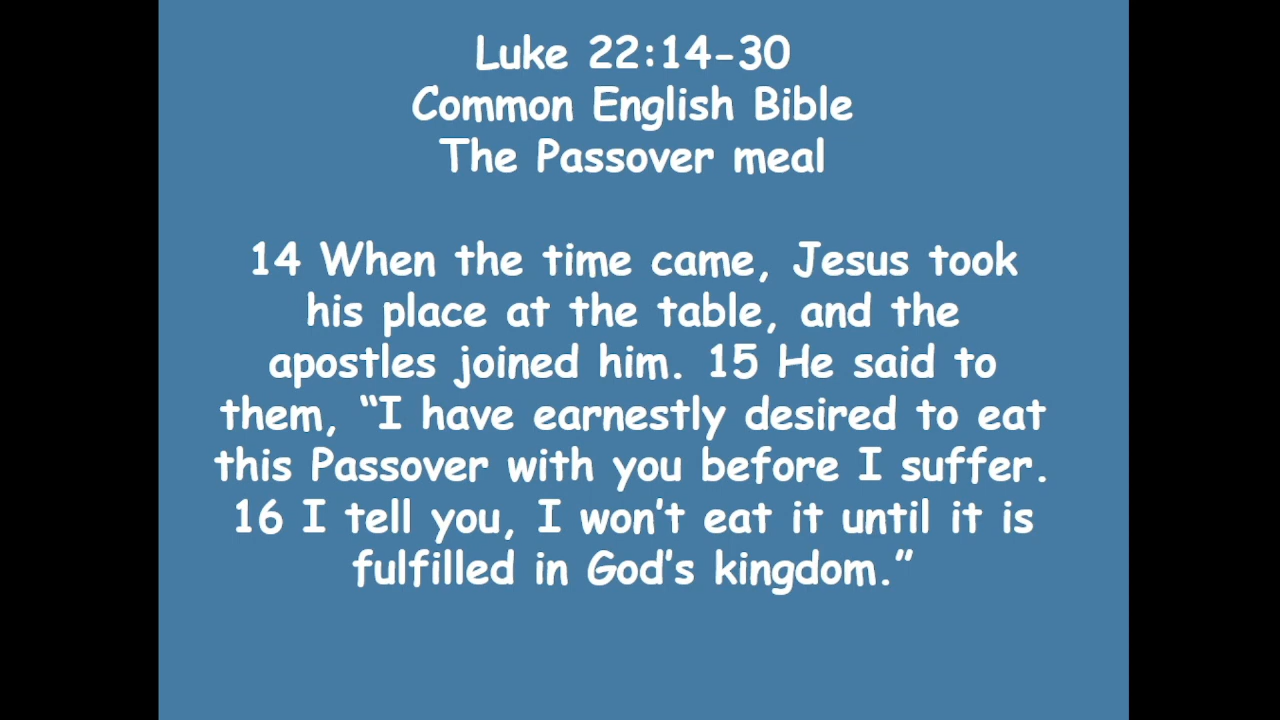 Luke 22:14-30
Common English Bible
The Passover meal
14 When the time came, Jesus took
his place at the table, and the
apostles joined him. 15 He said to
them, “I have earnestly desired to eat
this Passover with you before I suffer.
16 I tell you, I won’t eat it until it is
fulfilled in God’s kingdom.”